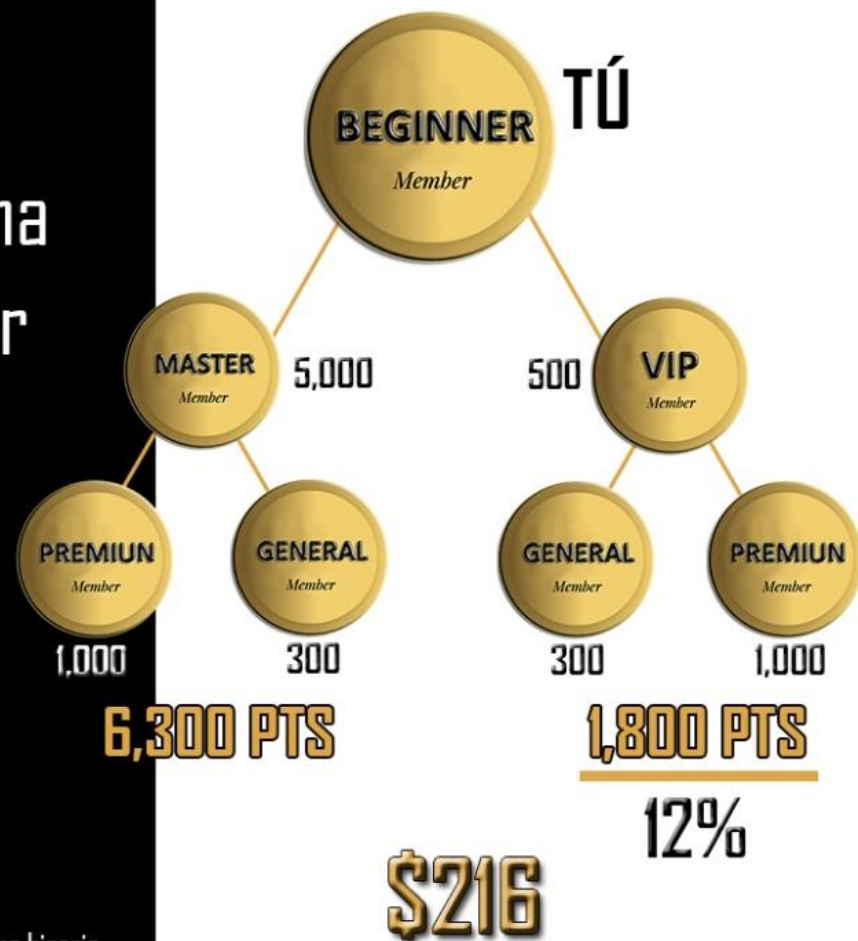 BEGINNER
Member
TÚ
MASTER
Member
5,000
500
VIP
Member
PREMIUN
Member
GENERAL
Member
GENERAL
Member
PREMIUN
Member
1,000
300
300
1,000
6,300 PTS
1,800 PTS
12%
$216